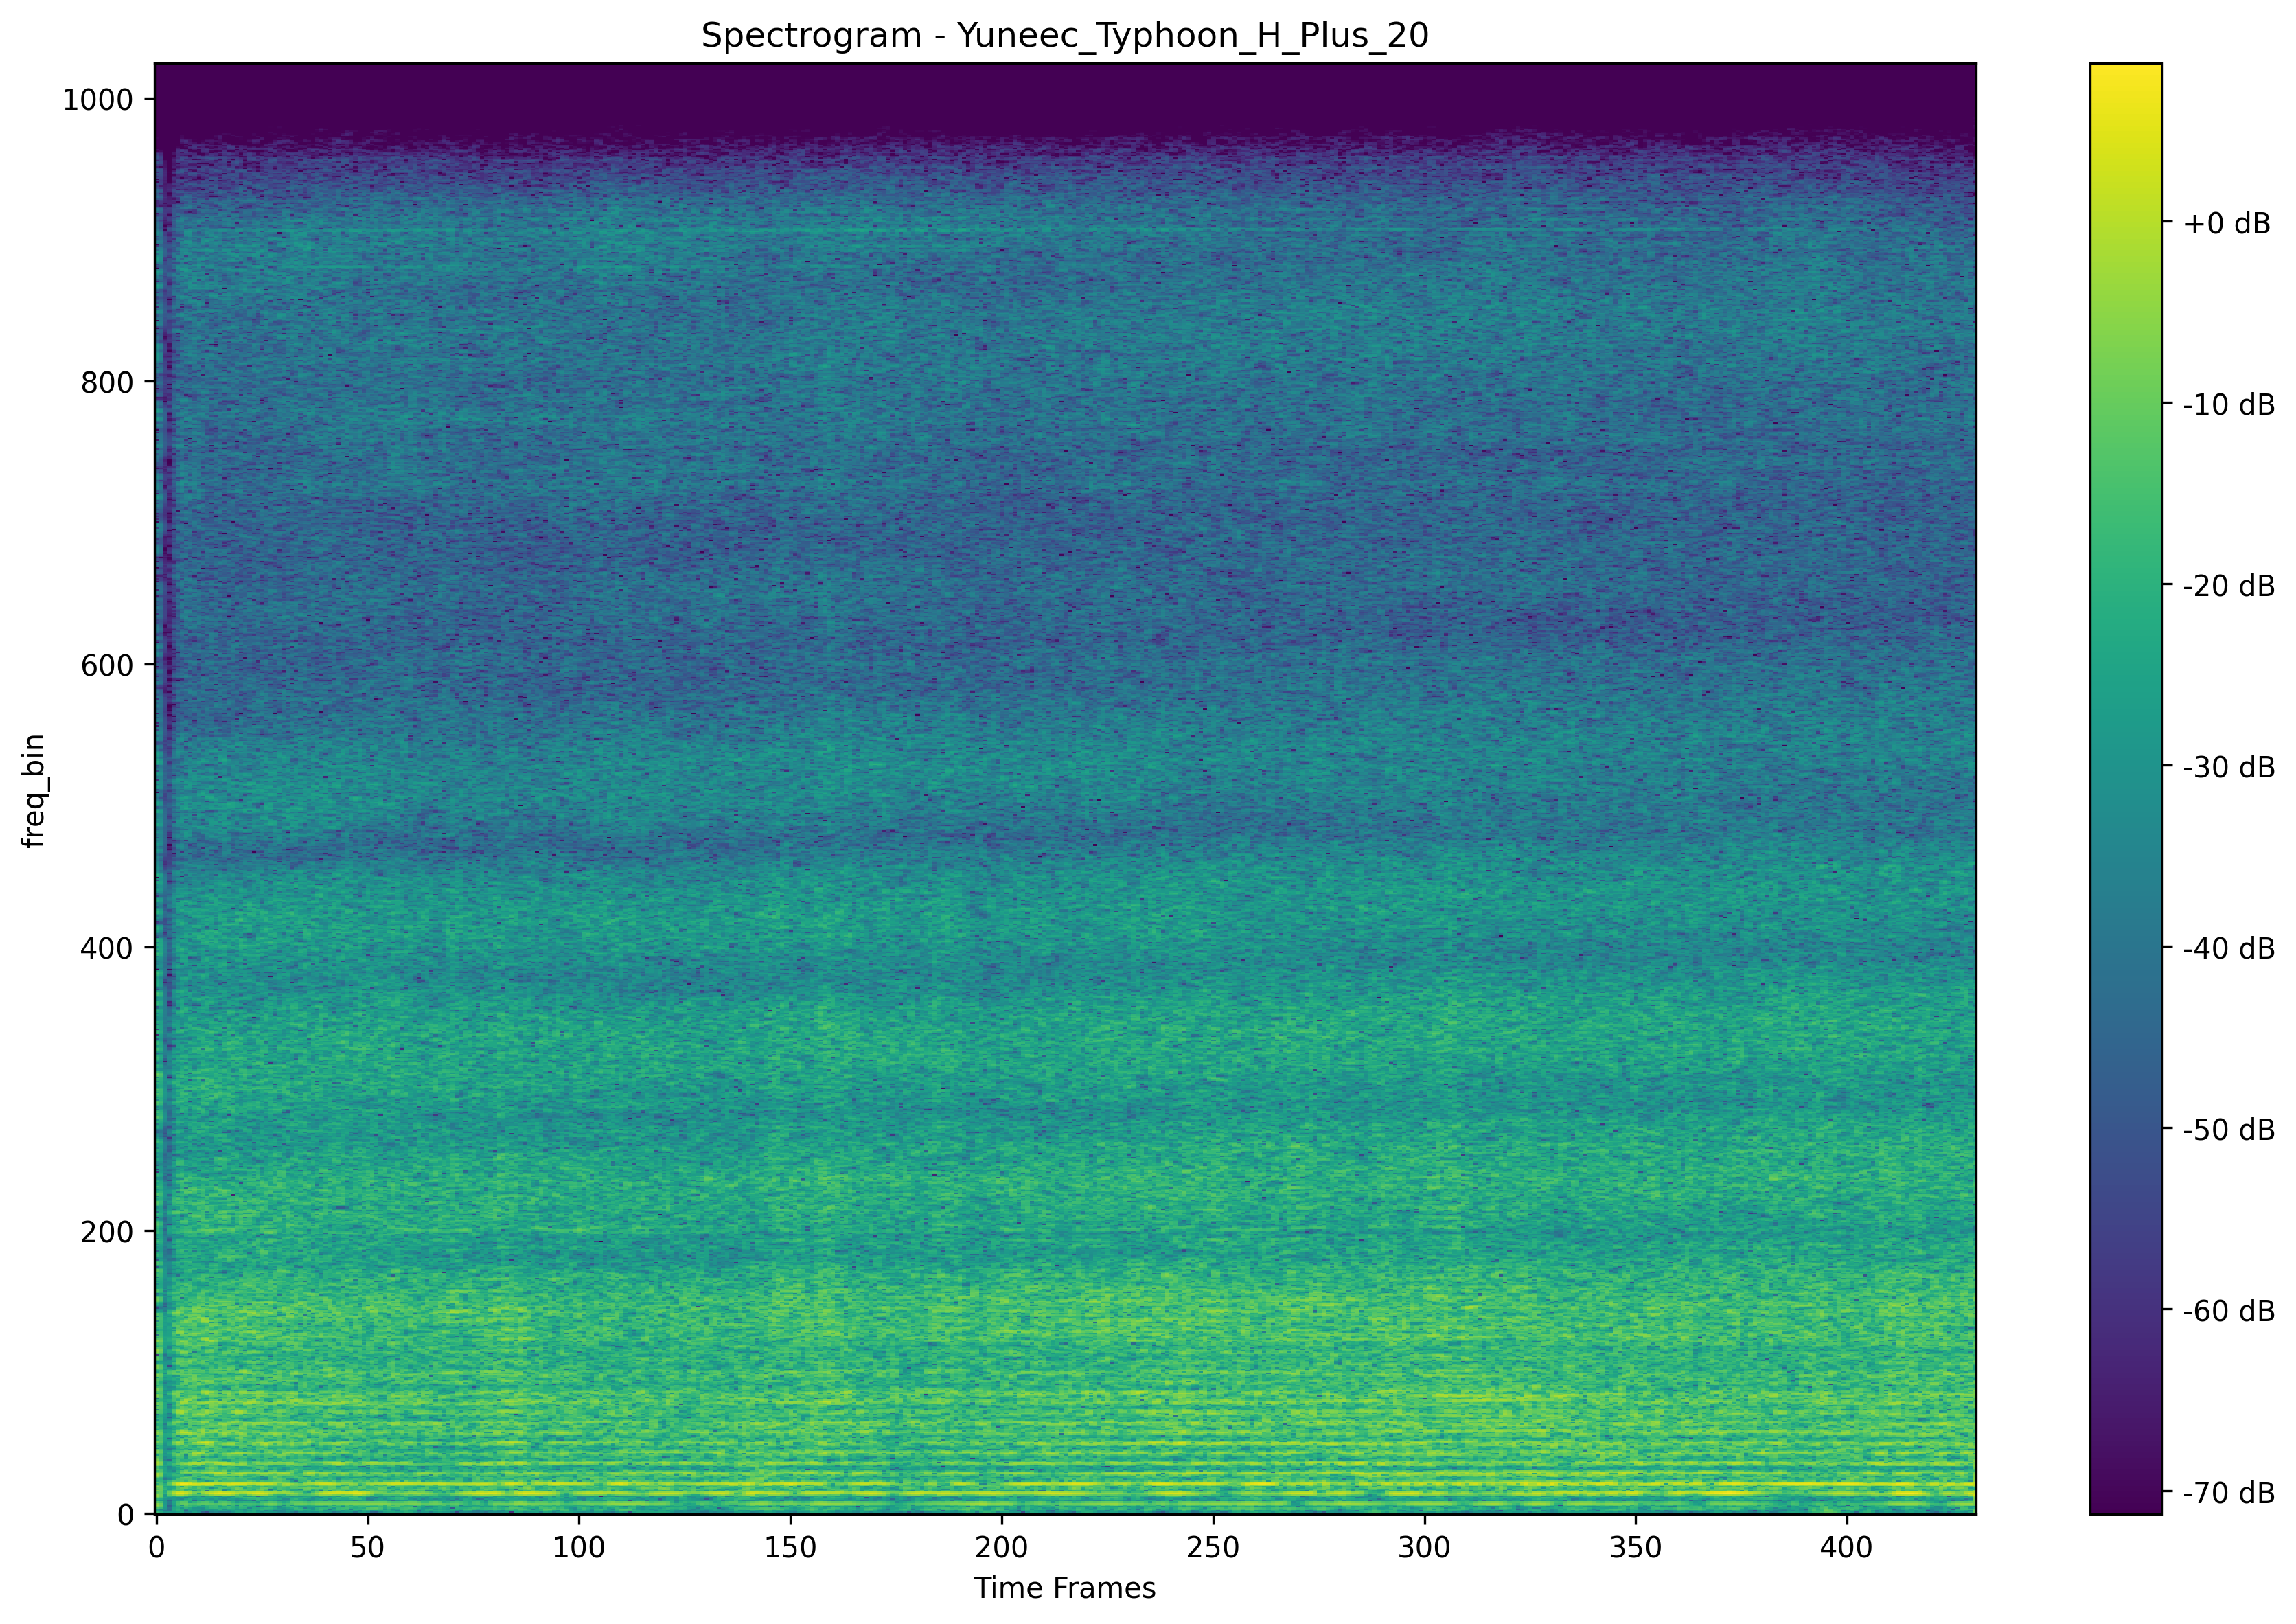 Spectrogram - Yuneec_Typhoon_H_Plus_20
1000
800
600
400
200
0
freq_bin
0 50 100 150 200 250 300 350 400
Time Frames
+0 dB
-10 dB
-20 dB
-30 dB
-40 dB
-50 dB
-60 dB
-70 dB